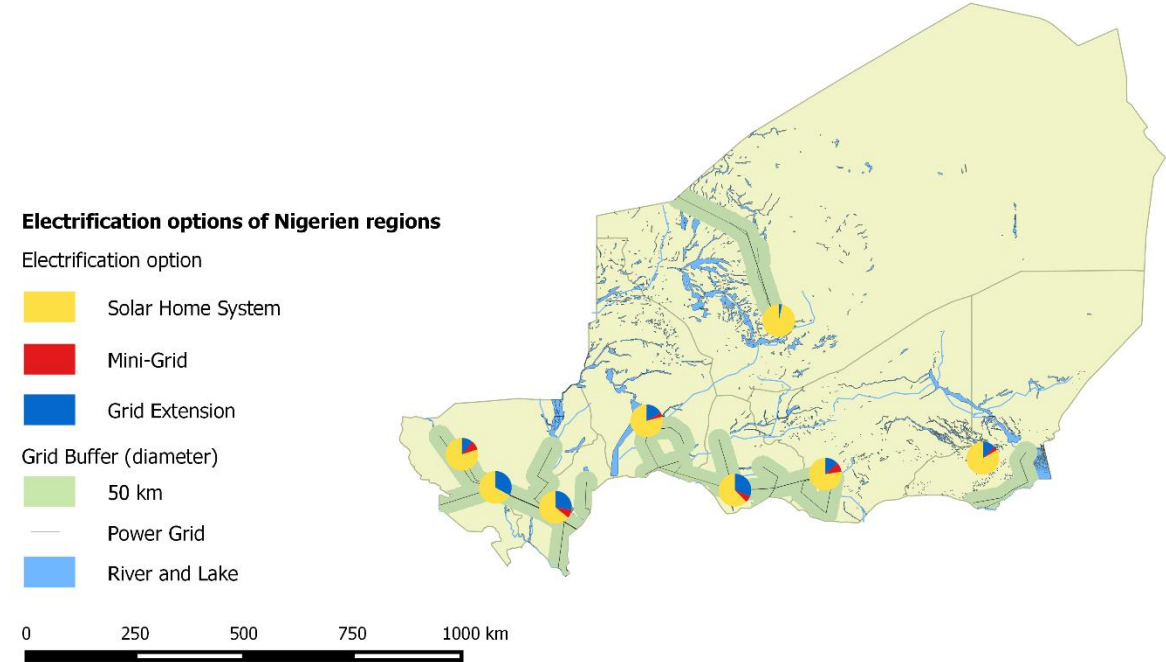 Electrification options of Nigerien regions
Electrification option
Solar Home System
Mini-Grid
Grid Extension
Grid Buffer (diameter)
50 km
Power Grid
River and Lake
0 250 500 750 1000 km